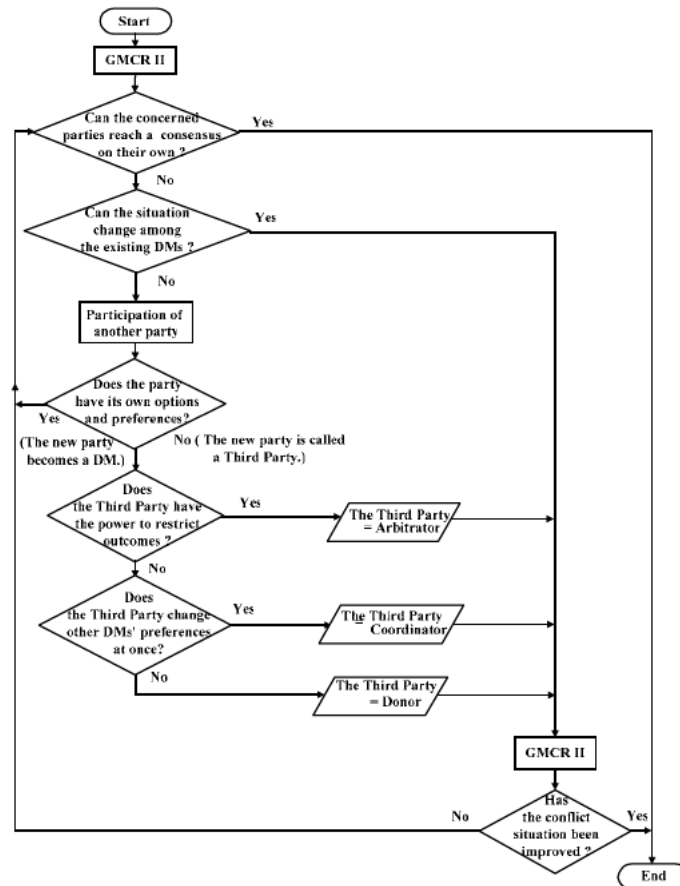 Start
GMCR II
Can the concerned
parties reach a consensus
on their own ?
Yes
No
Can the situation
change among
the existing DMs ?
Yes
No
Participation of
another party
Does the party
have its own options
and preferences?
Yes
(The new party
becomes a DM.)
No ( The new party is called
a Third Party.)
Does
the Third Party have
the power to restrict
outcomes ?
Yes
The Third Party
= Arbitrator
No
Does
the Third Party change
other DMs' preferences
at once?
Yes
The Third Party
= Coordinator
No
The Third Party
= Donor
GMCR II
Has
the conflict
situation been
improved ?
No
Yes
End